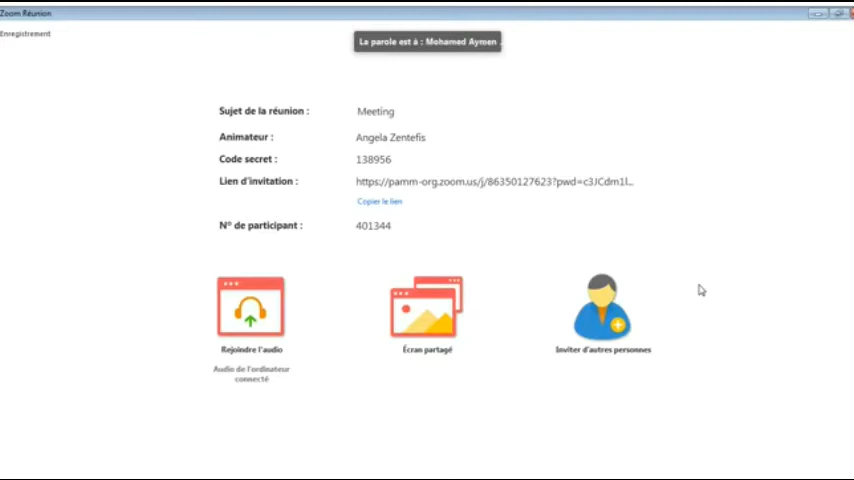 Zoom Réunion
Enregistrement
La parole est à : Mohamed Aymen
Sujet de la réunion : Meeting
Animateur : Angela Zentefis
Code secret : 138956
Lien d'invitation : https://pamm-org.zoom.us/j/86350127623?pwd=c3JCdm1l...
Copier le lien
N° de participant : 401344
Rejoindre l'audio Écran partagé Inviter d'autres personnes
Audio de l'ordinateur
connecté